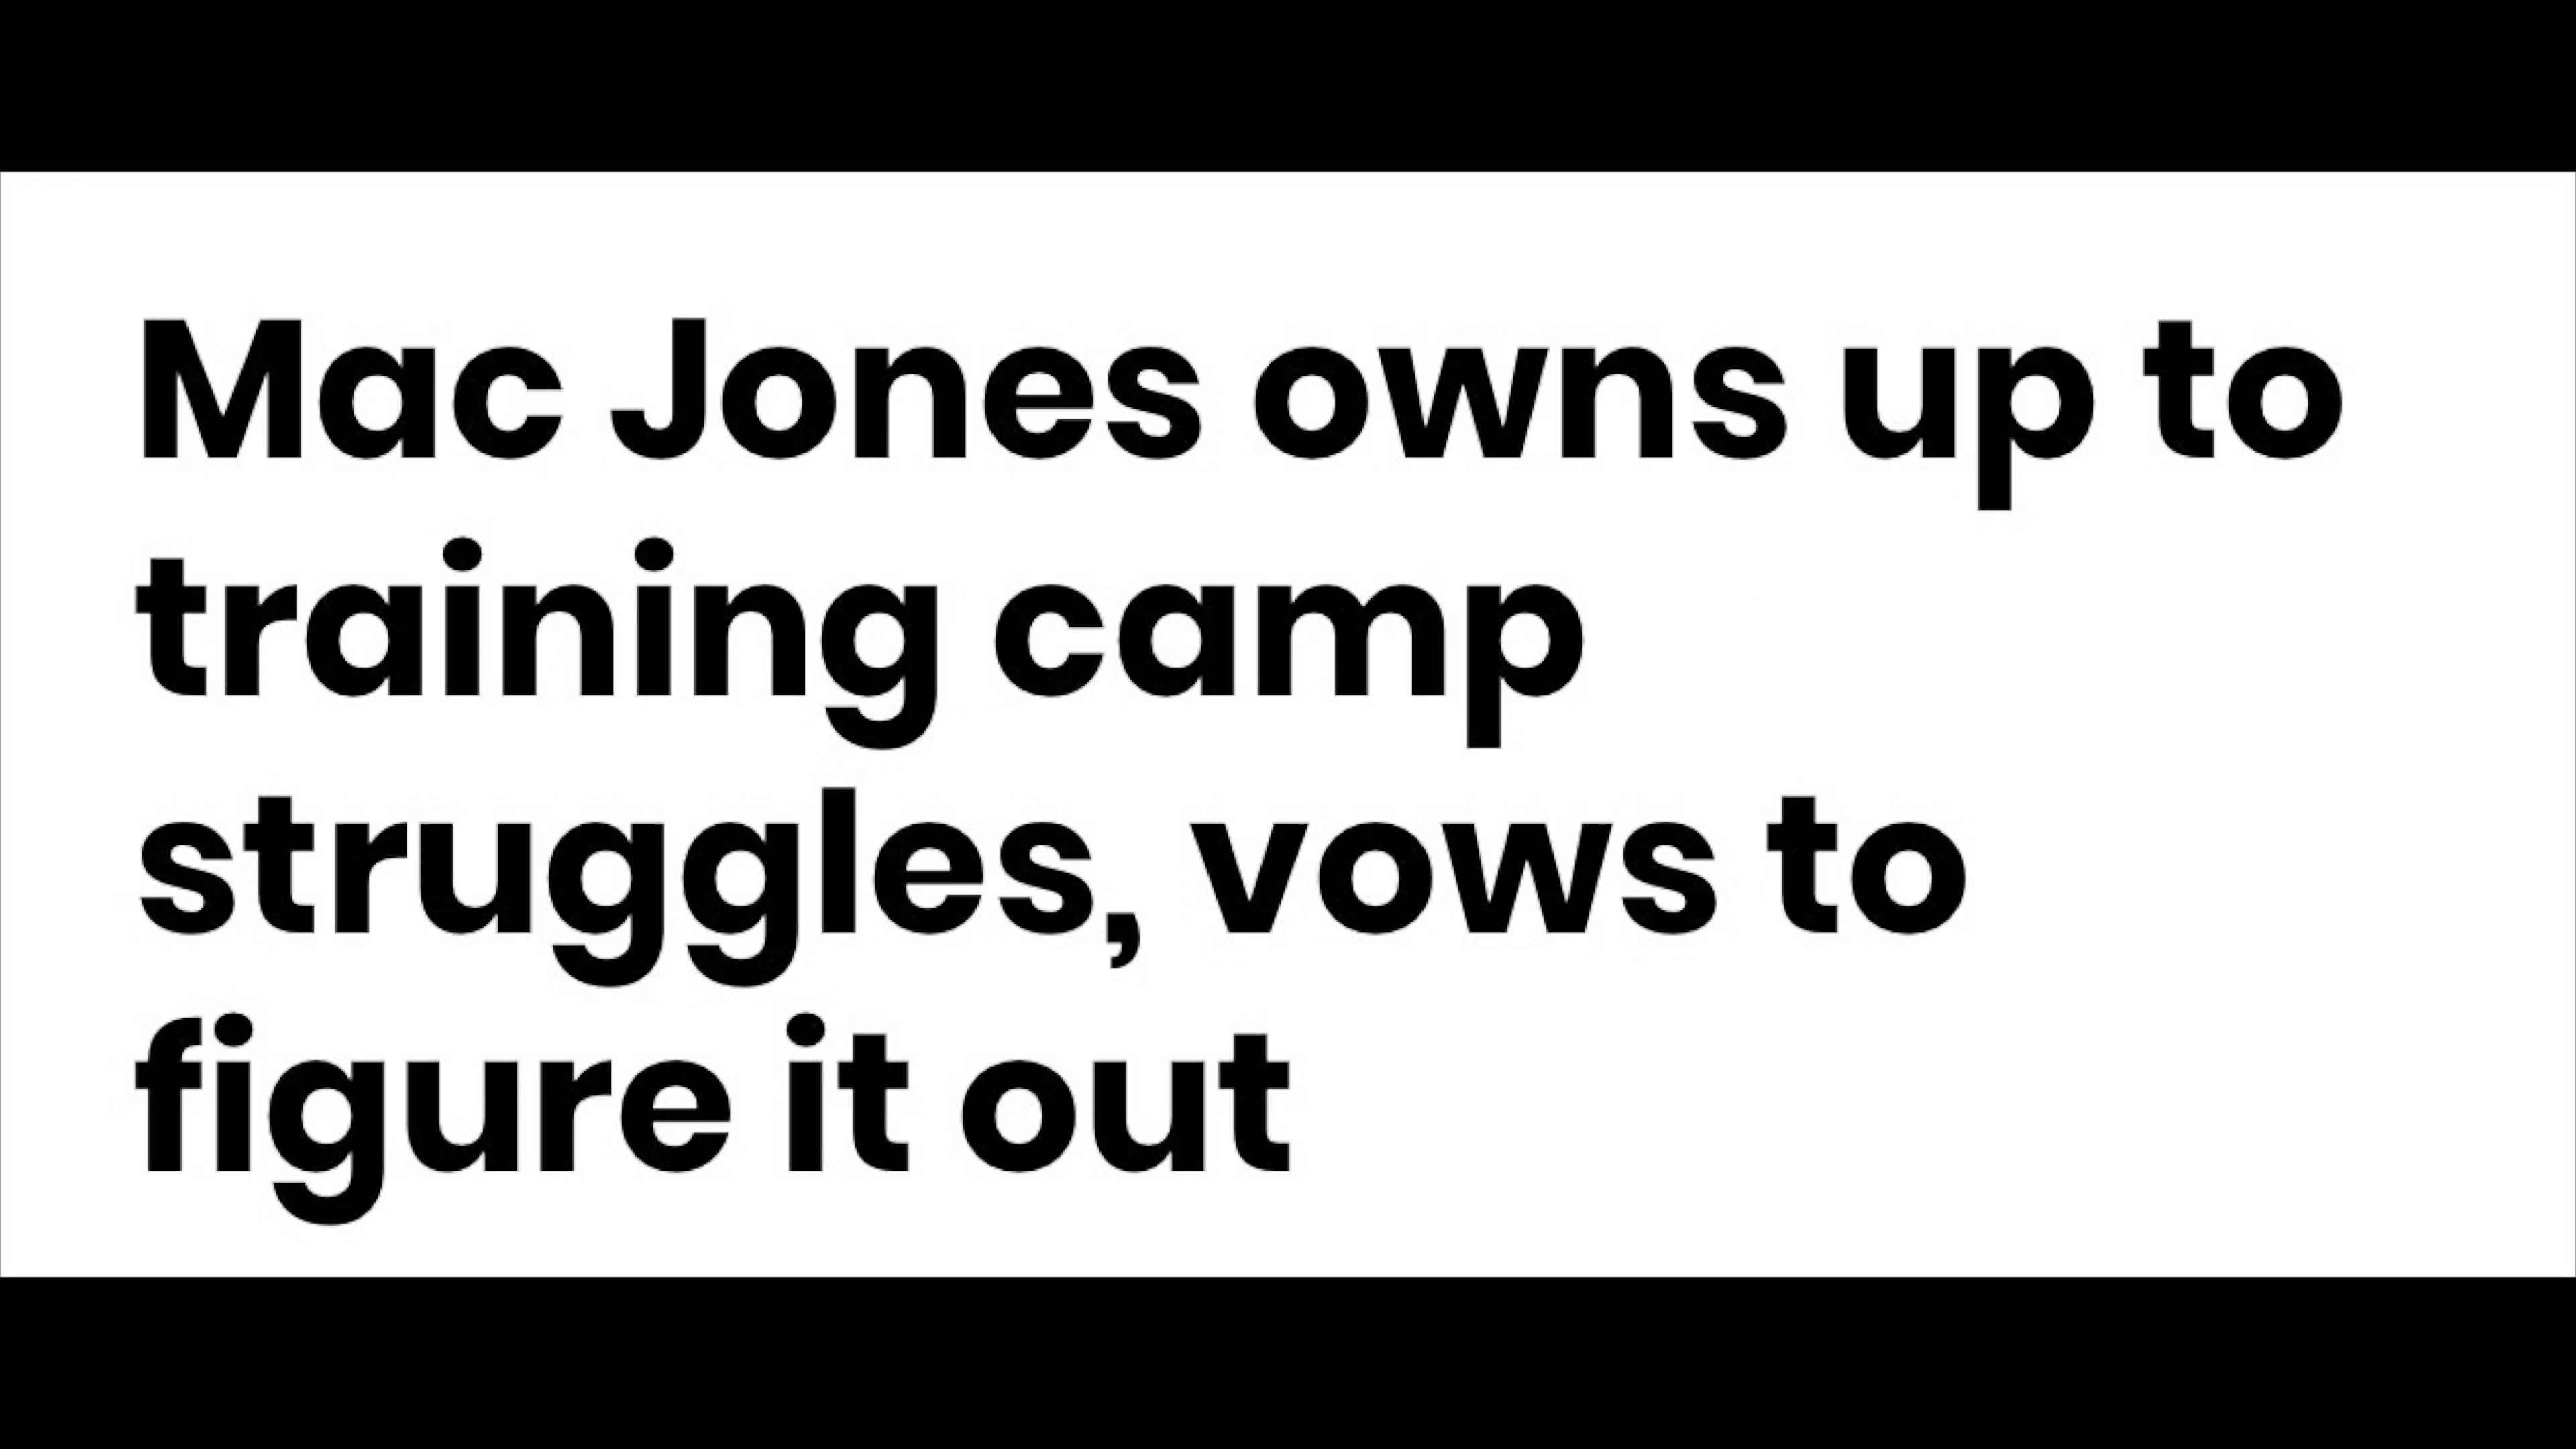 Mac Jones owns up to
training camp
struggles, vows to
figure it out